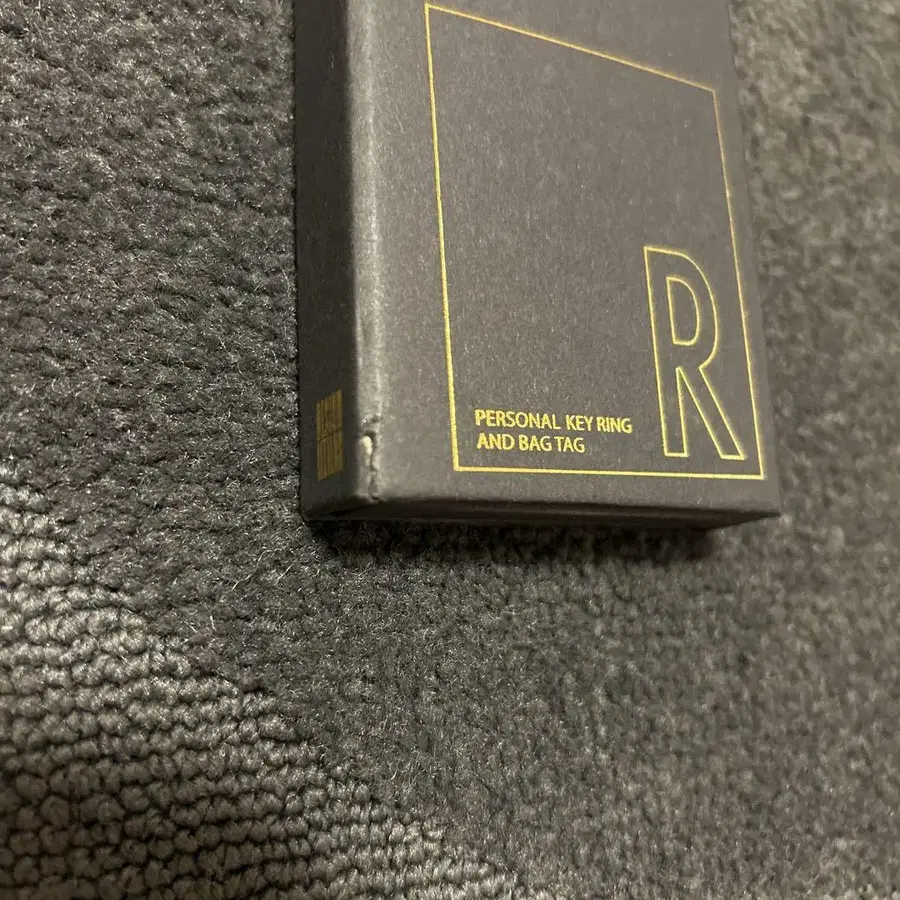 R
PERSONAL KEY RING
AND BAG TAG